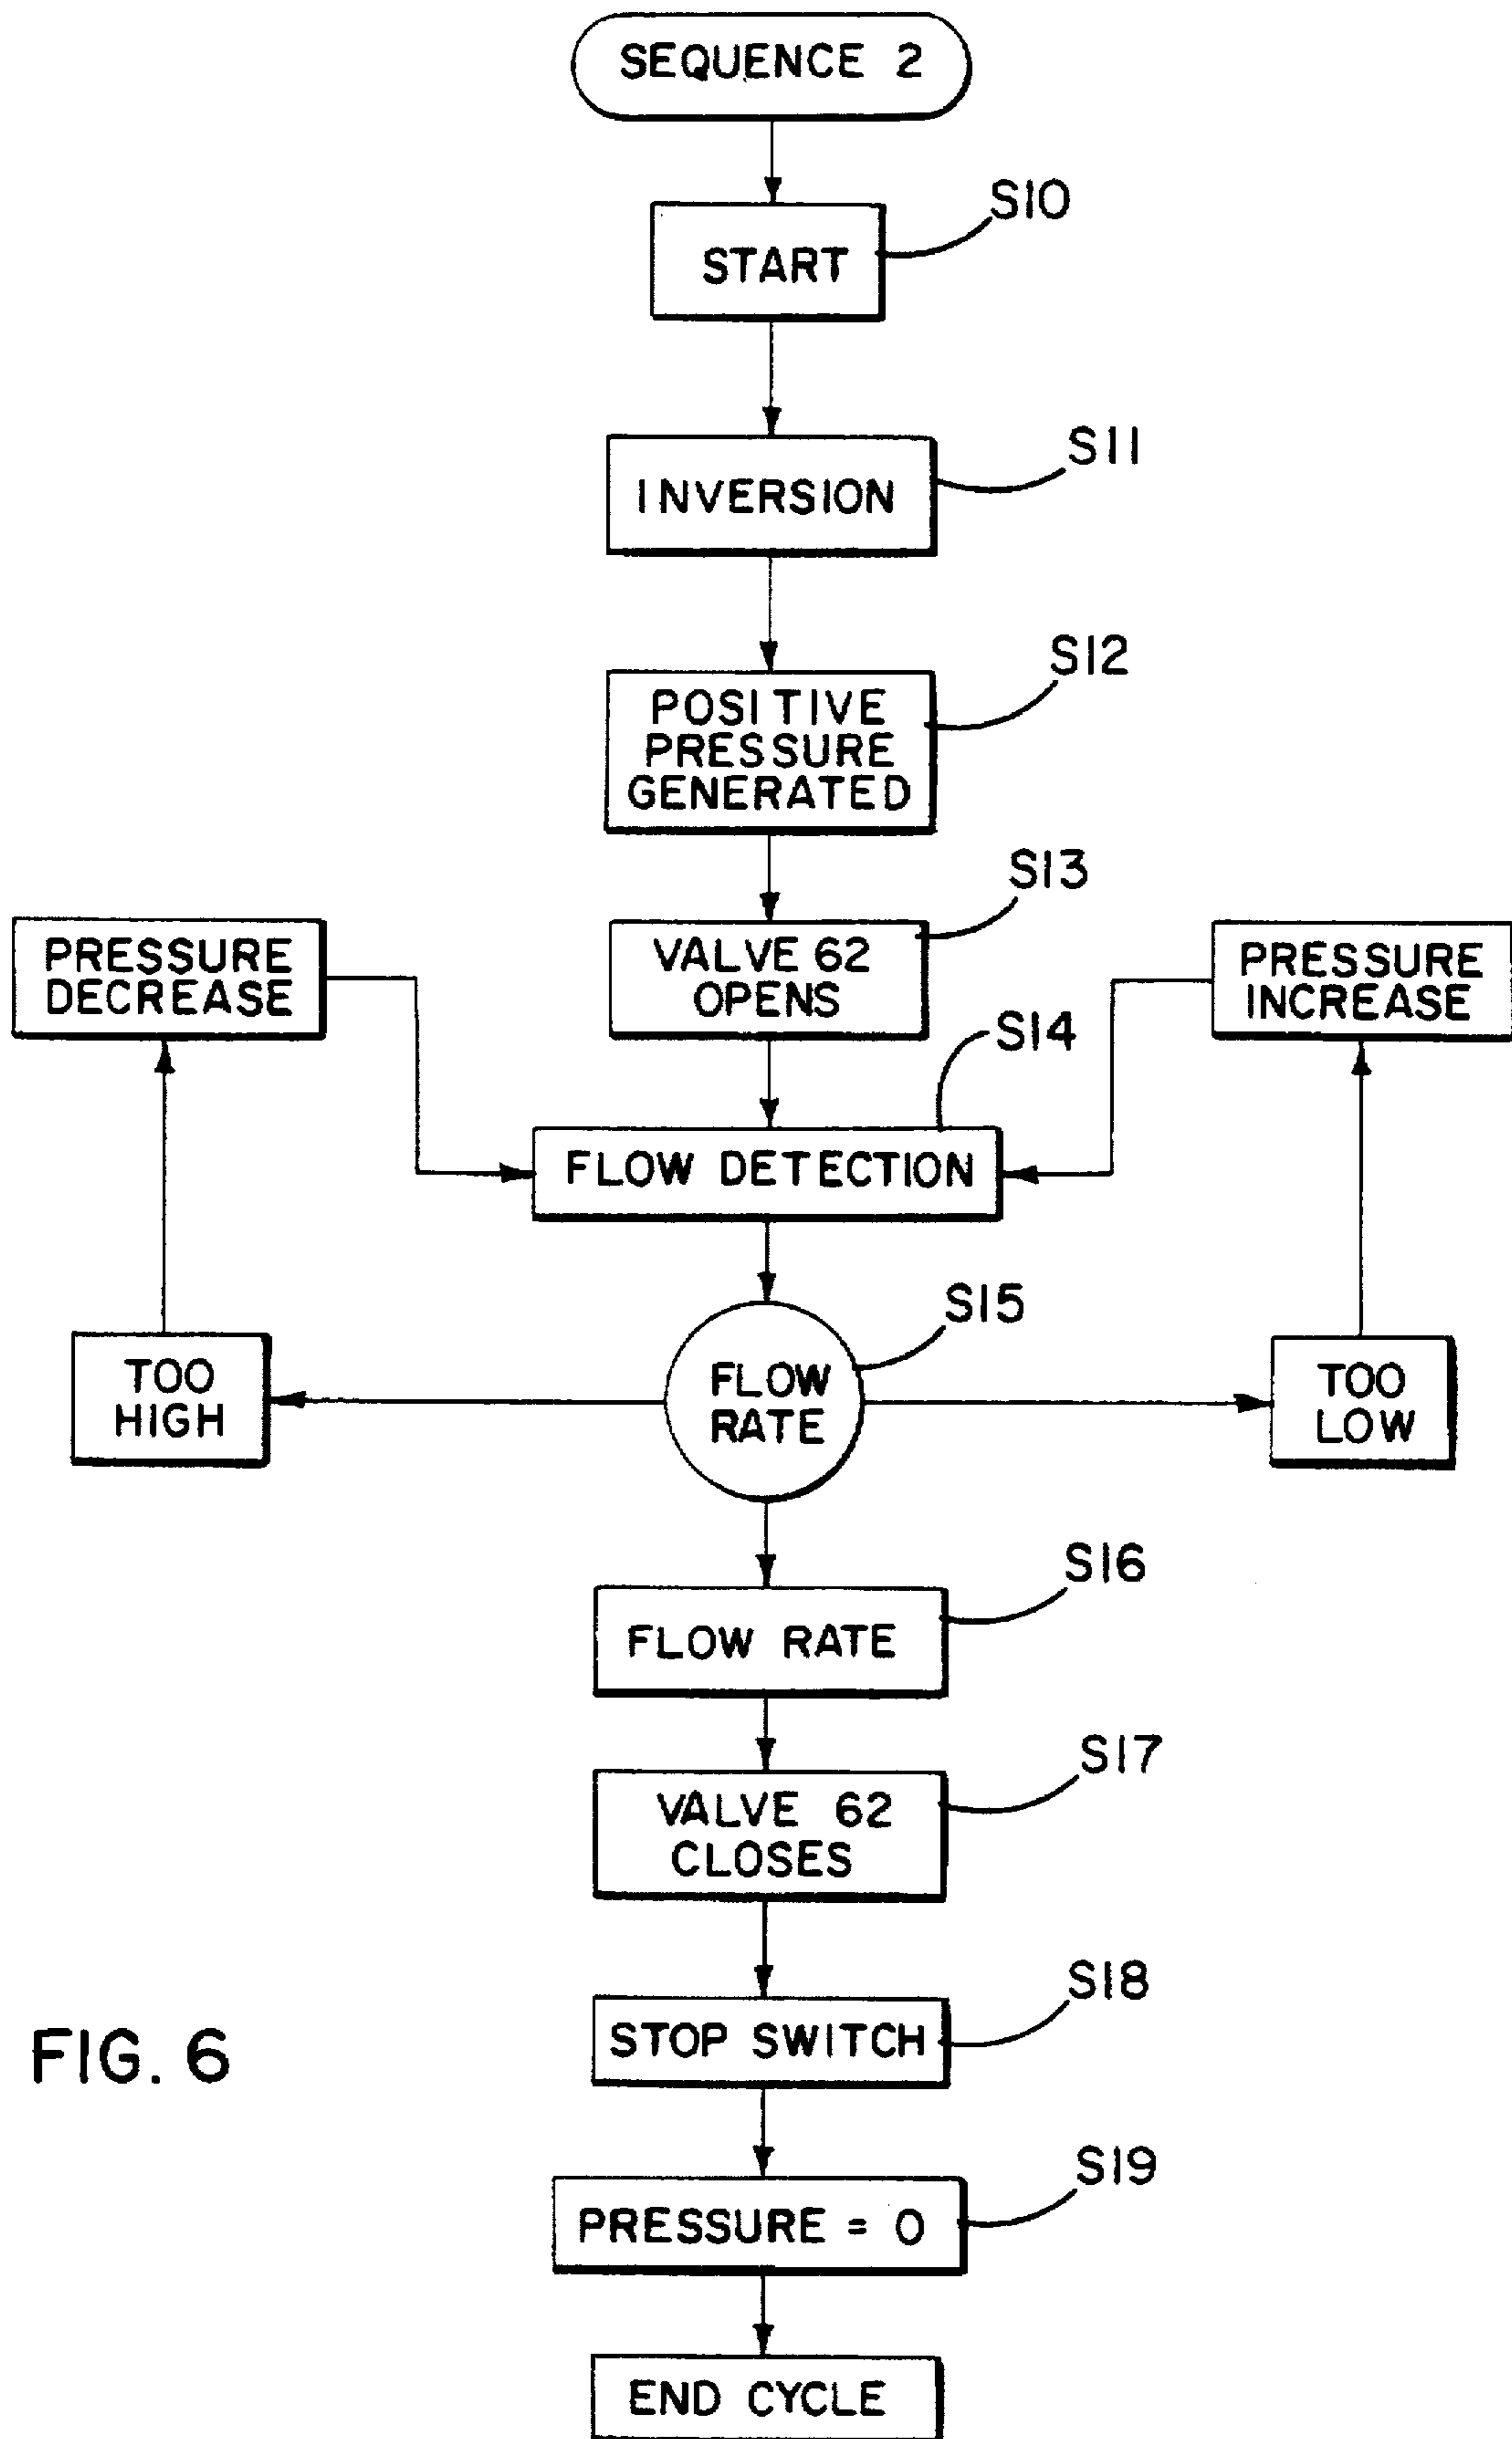 SEQUENCE 2
S10
START
S11
INVERSION
S12
POSITIVE
PRESSURE
GENERATED
S13
VALVE 62
OPENS
PRESSURE
DECREASE
PRESSURE
INCREASE
S14
FLOW DETECTION
S15
FLOW
RATE
TOO
HIGH
TOO
LOW
S16
FLOW RATE
S17
VALVE 62
CLOSES
S18
STOP SWITCH
S19
PRESSURE = 0
END CYCLE
FIG. 6